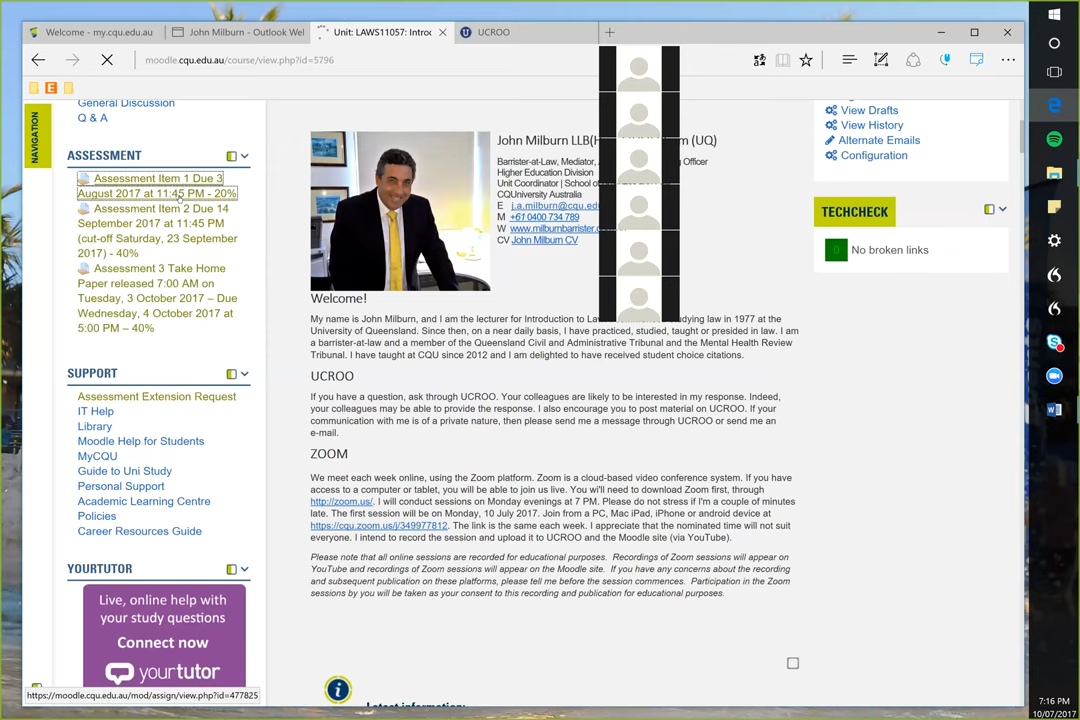 Welcome - my.cqu.edu.au
John Milburn - Outlook Wel
Unit: LAWS11057: Introc
UCROO
moodle.cqu.edu.au/course/view.php?id=5796
NAVIGATION
General Discussion
Q & A
ASSESSMENT
Assessment Item 1 Due 3
August 2017 at 11:45 PM - 20%
Assessment Item 2 Due 14
September 2017 at 11:45 PM
(cut-off Saturday, 23 September
2017) - 40%
Assessment 3 Take Home
Paper released 7:00 AM on
Tuesday, 3 October 2017 – Due
Wednesday, 4 October 2017 at
5:00 PM – 40%
SUPPORT
Assessment Extension Request
IT Help
Library
Moodle Help for Students
MyCQU
Guide to Uni Study
Personal Support
Academic Learning Centre
Policies
Career Resources Guide
YOURTUTOR
Live, online help with
your study questions
Connect now
yourtutor
https://moodle.cqu.edu.au/mod/assign/view.php?id=477825
John Milburn LLB(H (UQ)
Barrister-at-Law, Mediator, Officer
Higher Education Division
Unit Coordinator | School o
CQUniversity Australia
E j.a.milburn@cqu.edu
M +61 0400 734 789
W www.milburnbarrister.c
CV John Milburn CV
Welcome!
My name is John Milburn, and I am the lecturer for Introduction to Law studying law in 1977 at the
University of Queensland. Since then, on a near daily basis, I have practiced, studied, taught or presided in law. I am
a barrister-at-law and a member of the Queensland Civil and Administrative Tribunal and the Mental Health Review
Tribunal. I have taught at CQU since 2012 and I am delighted to have received student choice citations.
UCROO
If you have a question, ask through UCROO. Your colleagues are likely to be interested in my response. Indeed,
your colleagues may be able to provide the response. I also encourage you to post material on UCROO. If your
communication with me is of a private nature, then please send me a message through UCROO or send me an
e-mail.
ZOOM
We meet each week online, using the Zoom platform. Zoom is a cloud-based video conference system. If you have
access to a computer or tablet, you will be able to join us live. You wi'll need to download Zoom first, through
http://zoom.us/. I will conduct sessions on Monday evenings at 7 PM. Please do not stress if I'm a couple of minutes
late. The first session will be on Monday, 10 July 2017. Join from a PC, Mac iPad, iPhone or android device at
https://cqu.zoom.us/j/349977812. The link is the same each week. I appreciate that the nominated time will not suit
everyone. I intend to record the session and upload it to UCROO and the Moodle site (via YouTube).
Please note that all online sessions are recorded for educational purposes. Recordings of Zoom sessions will appear on
YouTube and recordings of Zoom sessions will appear on the Moodle site. If you have any concerns about the recording
and subsequent publication on these platforms, please tell me before the session commences. Participation in the Zoom
sessions by you will be taken as your consent to this recording and publication for educational purposes.
Latest information:
View Drafts
View History
Alternate Emails
Configuration
TECHCHECK
0 No broken links
7:16 PM
10/07/2017